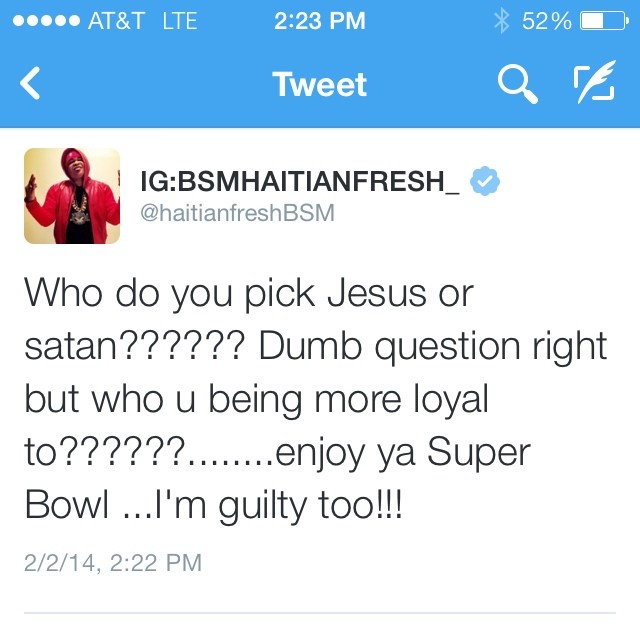 AT&T LTE 2:23 PM 52%
Tweet
IG:BSMHAITIANFRESH_
@haitianfreshBSM
Who do you pick Jesus or
satan?????? Dumb question right
but who u being more loyal
to??????........enjoy ya Super
Bowl ...I'm guilty too!!!
2/2/14, 2:22 PM